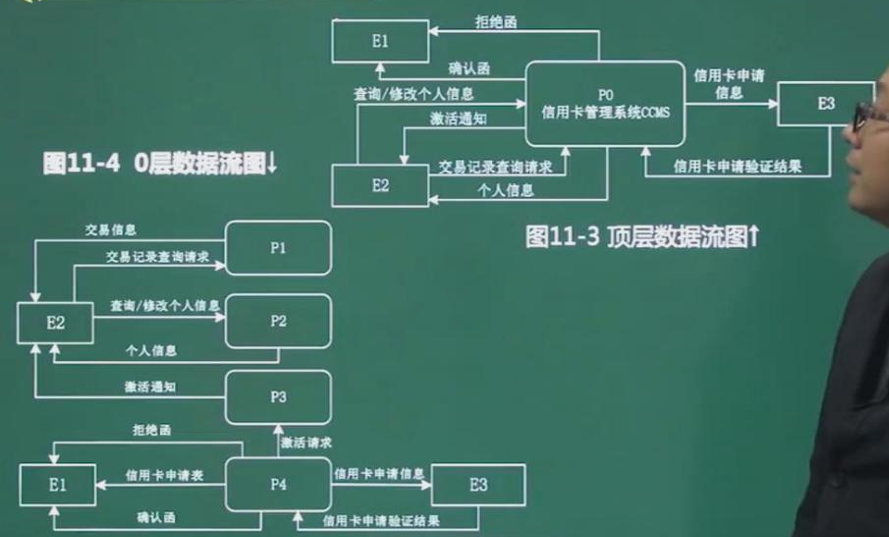 拒绝函
E1
确认函
查询/修改个人信息
激活通知
P0
信用卡管理系统CCMS
信用卡申请
信息
E3
图11-4 0层数据流图↓
E2
交易记录查询请求
信用卡申请验证结果
个人信息
图11-3 顶层数据流图↑
交易信息
P1
交易记录查询请求
E2
查询/修改个人信息
P2
个人信息
激活通知
P3
拒绝函
激活请求
E1
信用卡申请表
P4
信用卡申请信息
E3
确认函
信用卡申请验证结果